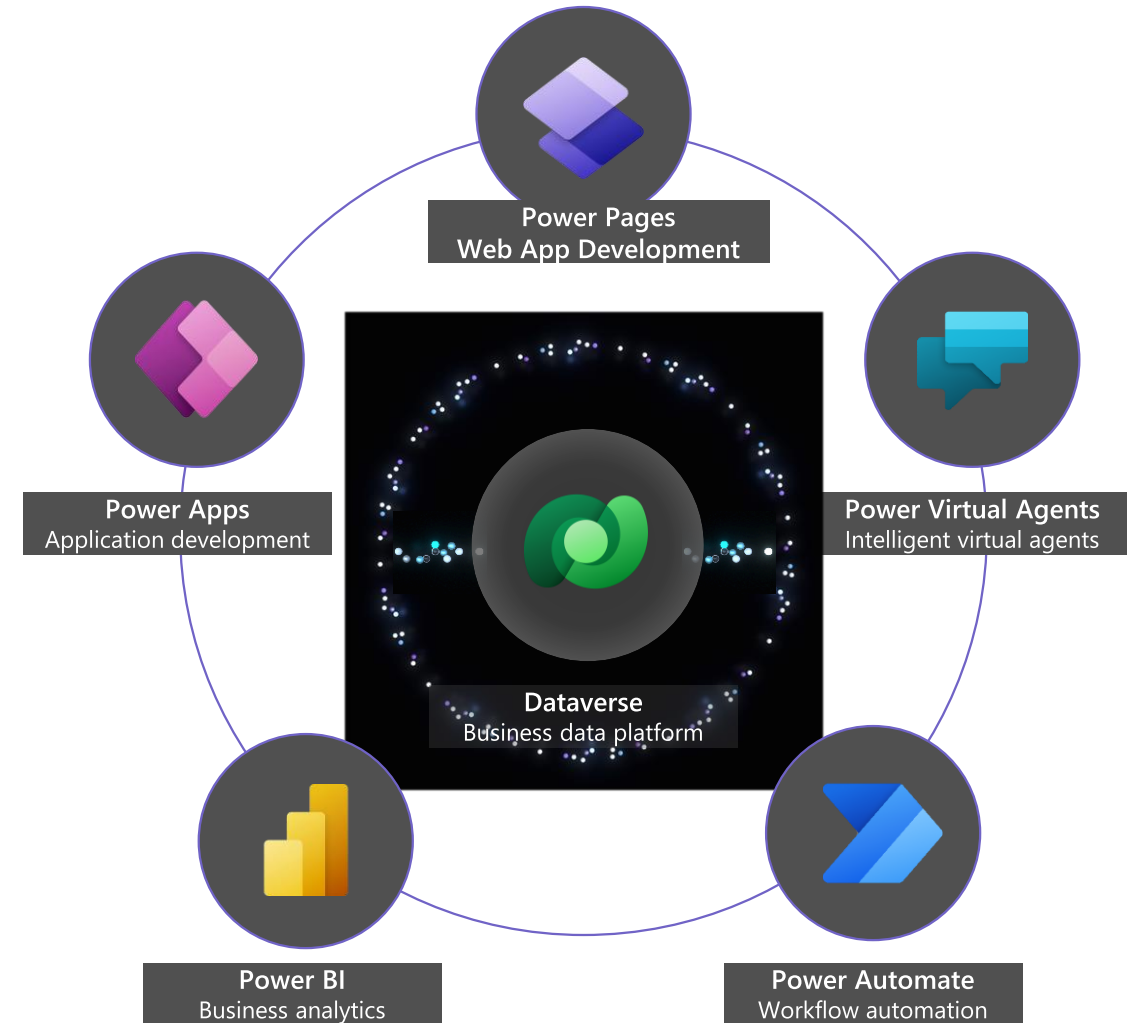 Power Pages
Web App Development
Power Apps
Application development
Power Virtual Agents
Intelligent virtual agents
Dataverse
Business data platform
Power BI
Business analytics
Power Automate
Workflow automation